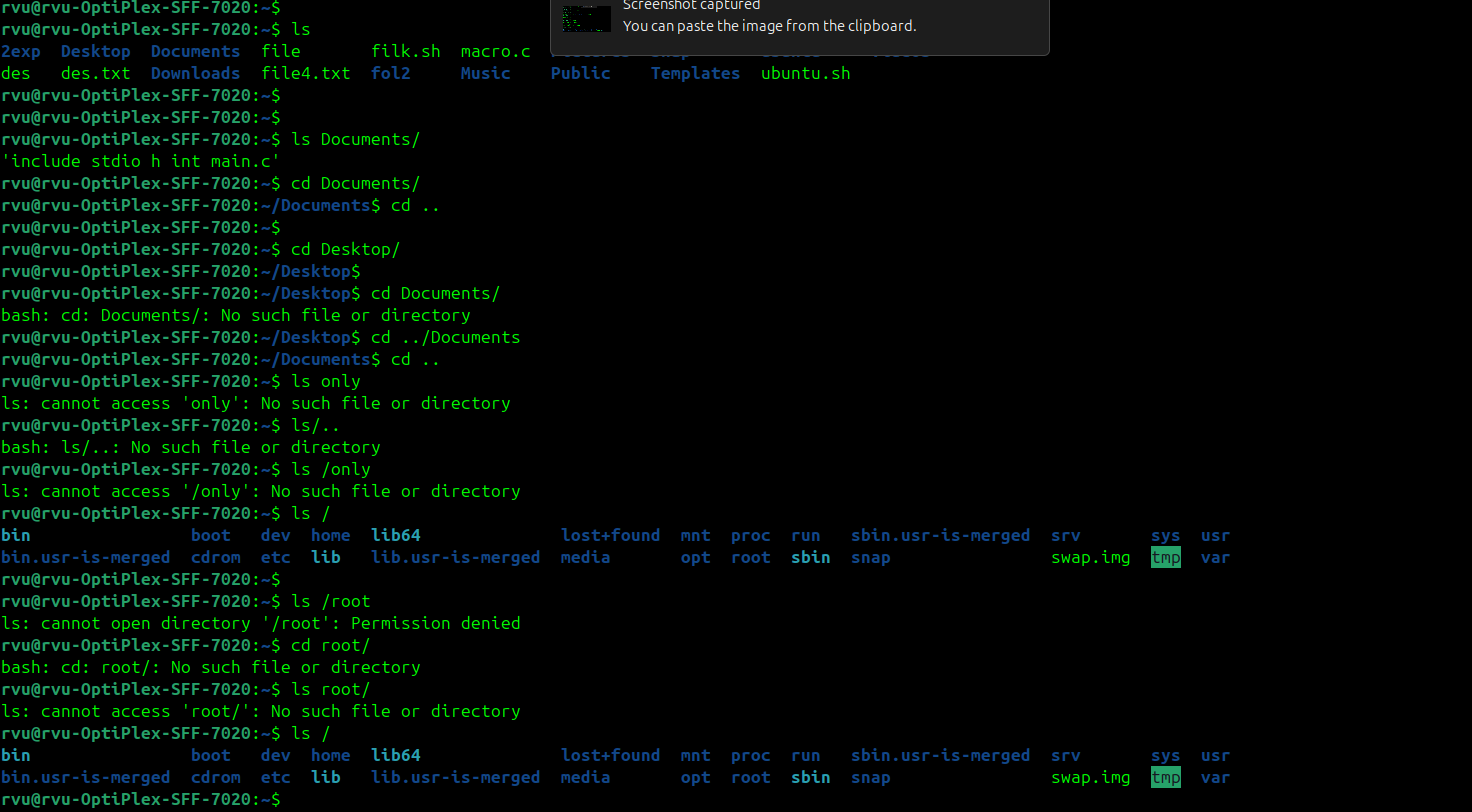 rvu@rvu-OptiPlex-SFF-7020:~$
Screenshot captured
rvu@rvu-OptiPlex-SFF-7020:~$ ls
You can paste the image from the clipboard.
2exp  Desktop  Documents  file       filk.sh  macro.c
des   des.txt  Downloads  file4.txt  fol2     Music    Public    Templates  ubuntu.sh
rvu@rvu-OptiPlex-SFF-7020:~$
rvu@rvu-OptiPlex-SFF-7020:~$
rvu@rvu-OptiPlex-SFF-7020:~$ ls Documents/
'include stdio h int main.c'
rvu@rvu-OptiPlex-SFF-7020:~$ cd Documents/
rvu@rvu-OptiPlex-SFF-7020:~/Documents$ cd ..
rvu@rvu-OptiPlex-SFF-7020:~$
rvu@rvu-OptiPlex-SFF-7020:~$ cd Desktop/
rvu@rvu-OptiPlex-SFF-7020:~/Desktop$
rvu@rvu-OptiPlex-SFF-7020:~/Desktop$ cd Documents/
bash: cd: Documents/: No such file or directory
rvu@rvu-OptiPlex-SFF-7020:~/Desktop$ cd ../Documents
rvu@rvu-OptiPlex-SFF-7020:~/Documents$ cd ..
rvu@rvu-OptiPlex-SFF-7020:~$ ls only
ls: cannot access 'only': No such file or directory
rvu@rvu-OptiPlex-SFF-7020:~$ ls/..
bash: ls/..: No such file or directory
rvu@rvu-OptiPlex-SFF-7020:~$ ls /only
ls: cannot access '/only': No such file or directory
rvu@rvu-OptiPlex-SFF-7020:~$ ls /
bin                boot   dev  home  lib64              lost+found  mnt  proc  run   sbin.usr-is-merged  srv       sys  usr
bin.usr-is-merged  cdrom  etc  lib   lib.usr-is-merged  media       opt  root  sbin  snap                swap.img  tmp  var
rvu@rvu-OptiPlex-SFF-7020:~$
rvu@rvu-OptiPlex-SFF-7020:~$ ls /root
ls: cannot open directory '/root': Permission denied
rvu@rvu-OptiPlex-SFF-7020:~$ cd root/
bash: cd: root/: No such file or directory
rvu@rvu-OptiPlex-SFF-7020:~$ ls root/
ls: cannot access 'root/': No such file or directory
rvu@rvu-OptiPlex-SFF-7020:~$ ls /
bin                boot   dev  home  lib64              lost+found  mnt  proc  run   sbin.usr-is-merged  srv       sys  usr
bin.usr-is-merged  cdrom  etc  lib   lib.usr-is-merged  media       opt  root  sbin  snap                swap.img  tmp  var
rvu@rvu-OptiPlex-SFF-7020:~$